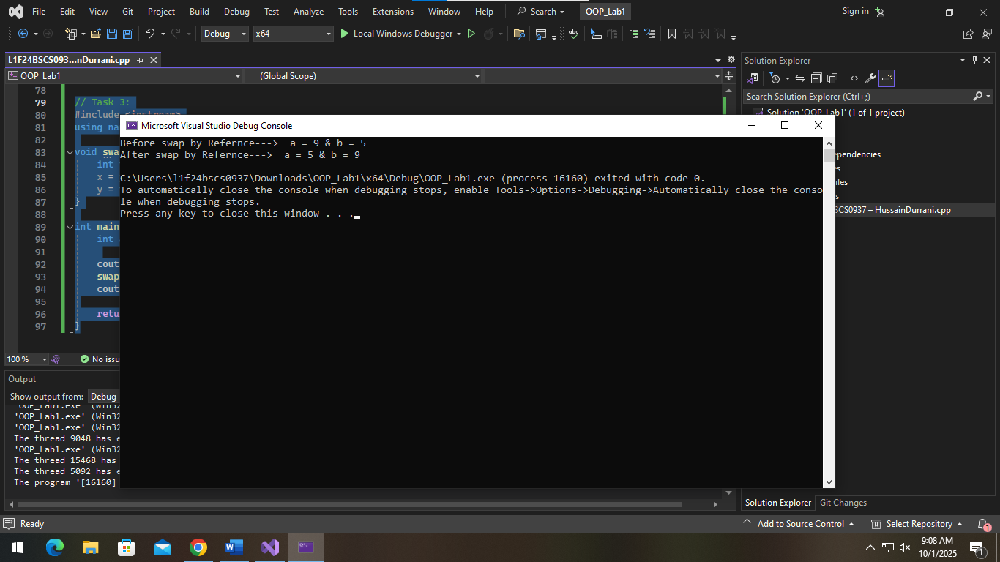 File Edit View Git Project Build Debug Test Analyze Tools Extensions Window Help Search OOP_Lab1 Sign in
Debug x64 Local Windows Debugger
L1F24BSCS093...nDurrani.cpp
OOP_Lab1 (Global Scope)
78
79 // Task 3:
80 #include <iostream>
81 using na
82
83 void swa
84 int
85 x =
86 y =
87 }
88
89 int main
90 int
91
92 cout
93 swap
94 cout
95
96 retu
97 }
100 % No issu
Output
Show output from: Debug
'OOP_Lab1.exe' (Win32
'OOP_Lab1.exe' (Win32
'OOP_Lab1.exe' (Win32
The thread 9048 has e
'OOP_Lab1.exe' (Win32
The thread 15468 has
The thread 5092 has e
The program '[16160]
Microsoft Visual Studio Debug Console
Before swap by Refernce---> a = 9 & b = 5
After swap by Refernce---> a = 5 & b = 9
C:\Users\l1f24bscs0937\Downloads\OOP_Lab1\x64\Debug\OOP_Lab1.exe (process 16160) exited with code 0.
To automatically close the console when debugging stops, enable Tools->Options->Debugging->Automatically close the conso
le when debugging stops.
Press any key to close this window . . .
Solution Explorer
Search Solution Explorer (Ctrl+;)
Solution 'OOP_Lab1' (1 of 1 project)
ependencies
es
iles
s
SCS0937 – HussainDurrani.cpp
Solution Explorer Git Changes
Ready Add to Source Control Select Repository 1
9:08 AM
10/1/2025
1